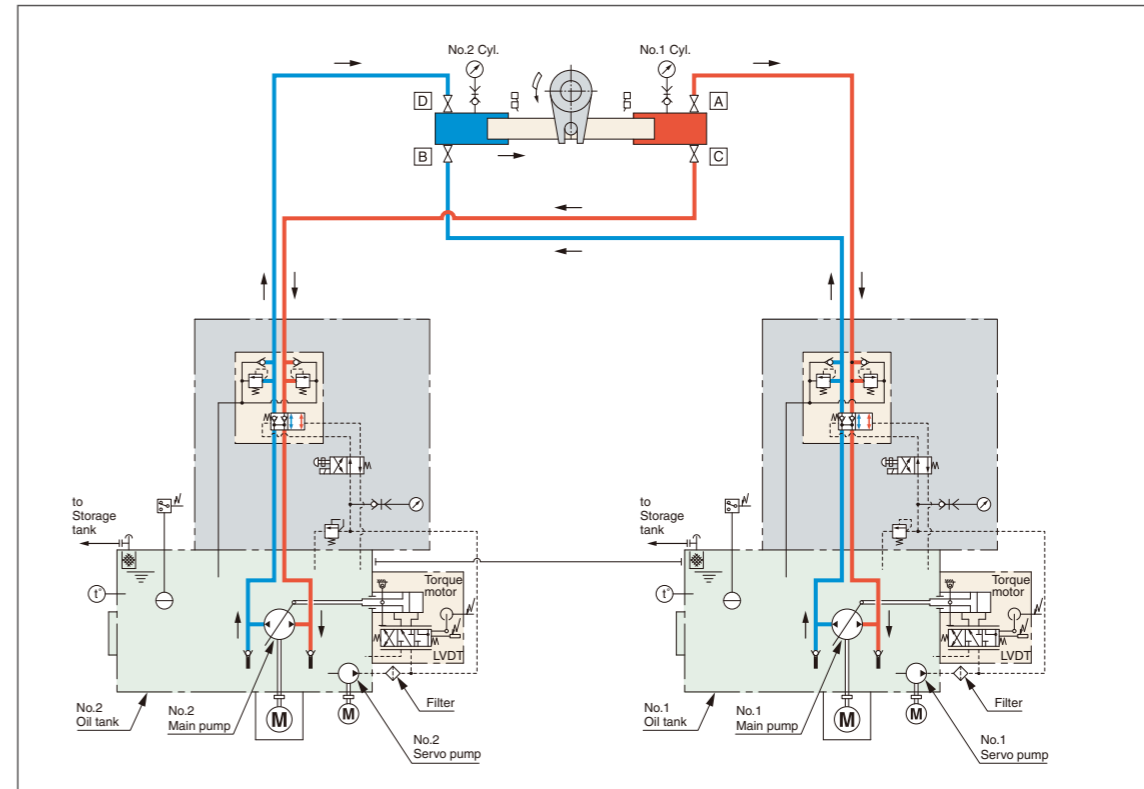 No.2 Cyl.
No.1 Cyl.
D
A
B
C
to
Storage
tank
t°
Torque
motor
LVDT
M
M
No.2
Oil tank
No.2
Main pump
Filter
No.2
Servo pump
to
Storage
tank
t°
Torque
motor
LVDT
M
M
No.1
Oil tank
No.1
Main pump
Filter
No.1
Servo pump